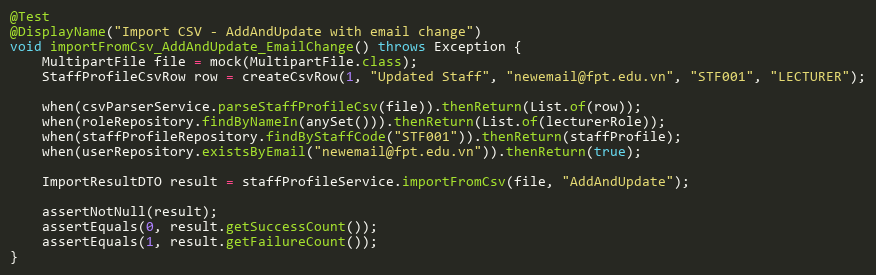 @Test
@DisplayName("Import CSV - AddAndUpdate with email change")
void importFromCsv_AddAndUpdate_EmailChange() throws Exception {
    MultipartFile file = mock(MultipartFile.class);
    StaffProfileCsvRow row = createCsvRow(1, "Updated Staff", "newemail@fpt.edu.vn", "STF001", "LECTURER");

    when(csvParserService.parseStaffProfileCsv(file)).thenReturn(List.of(row));
    when(roleRepository.findByNameIn(anySet())).thenReturn(List.of(lecturerRole));
    when(staffProfileRepository.findByStaffCode("STF001")).thenReturn(staffProfile);
    when(userRepository.existsByEmail("newemail@fpt.edu.vn")).thenReturn(true);

    ImportResultDTO result = staffProfileService.importFromCsv(file, "AddAndUpdate");

    assertNotNull(result);
    assertEquals(0, result.getSuccessCount());
    assertEquals(1, result.getFailureCount());
}